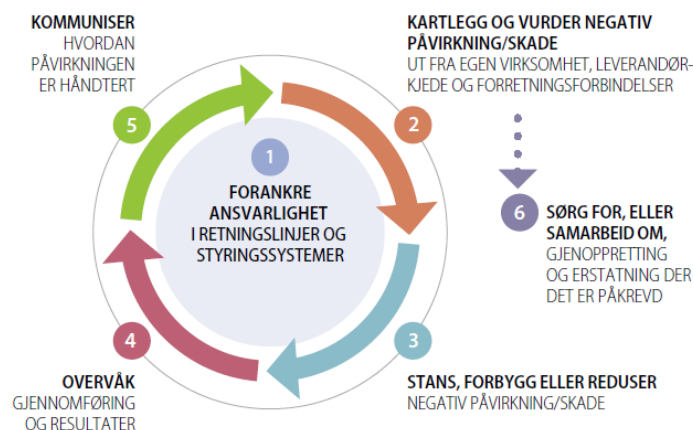 1
FORANKRE
ANSVARLIGHET
I RETNINGSLINJER OG
STYRINGSSYSTEMER
2
KARTLEGG OG VURDER NEGATIV
PÅVIRKNING/SKADE
UT FRA EGEN VIRKSOMHET, LEVERANDØR-
KJEDE OG FORRETNINGSFORBINDELSER
3
STANS, FORBYGG ELLER REDUSER
NEGATIV PÅVIRKNING/SKADE
4
OVERVÅK
GJENNOMFØRING
OG RESULTATER
5
KOMMUNISER
HVORDAN
PÅVIRKNINGEN
ER HÅNDTERT
6
SØRG FOR, ELLER
SAMARBEID OM,
GJENOPPRETTING
OG ERSTATNING DER
DET ER PÅKREVD